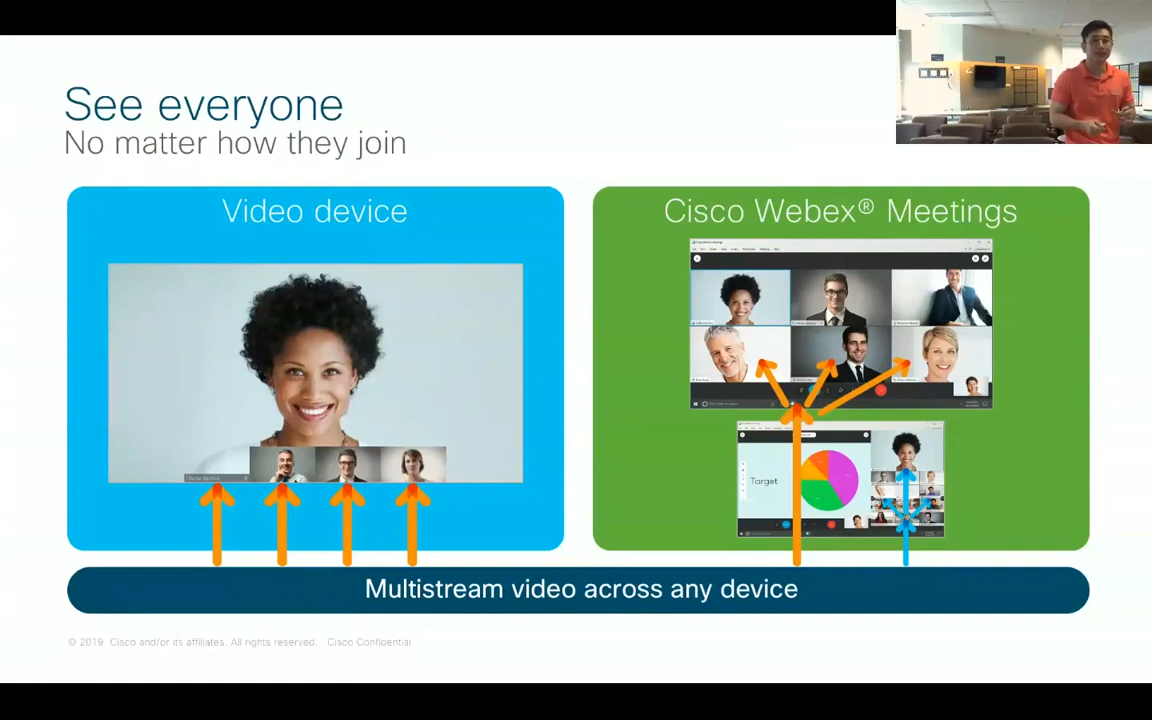 See everyone
No matter how they join
Video device
Cisco Webex® Meetings
Target
Multistream video across any device
© 2019 Cisco and/or its affiliates. All rights reserved. Cisco Confidential